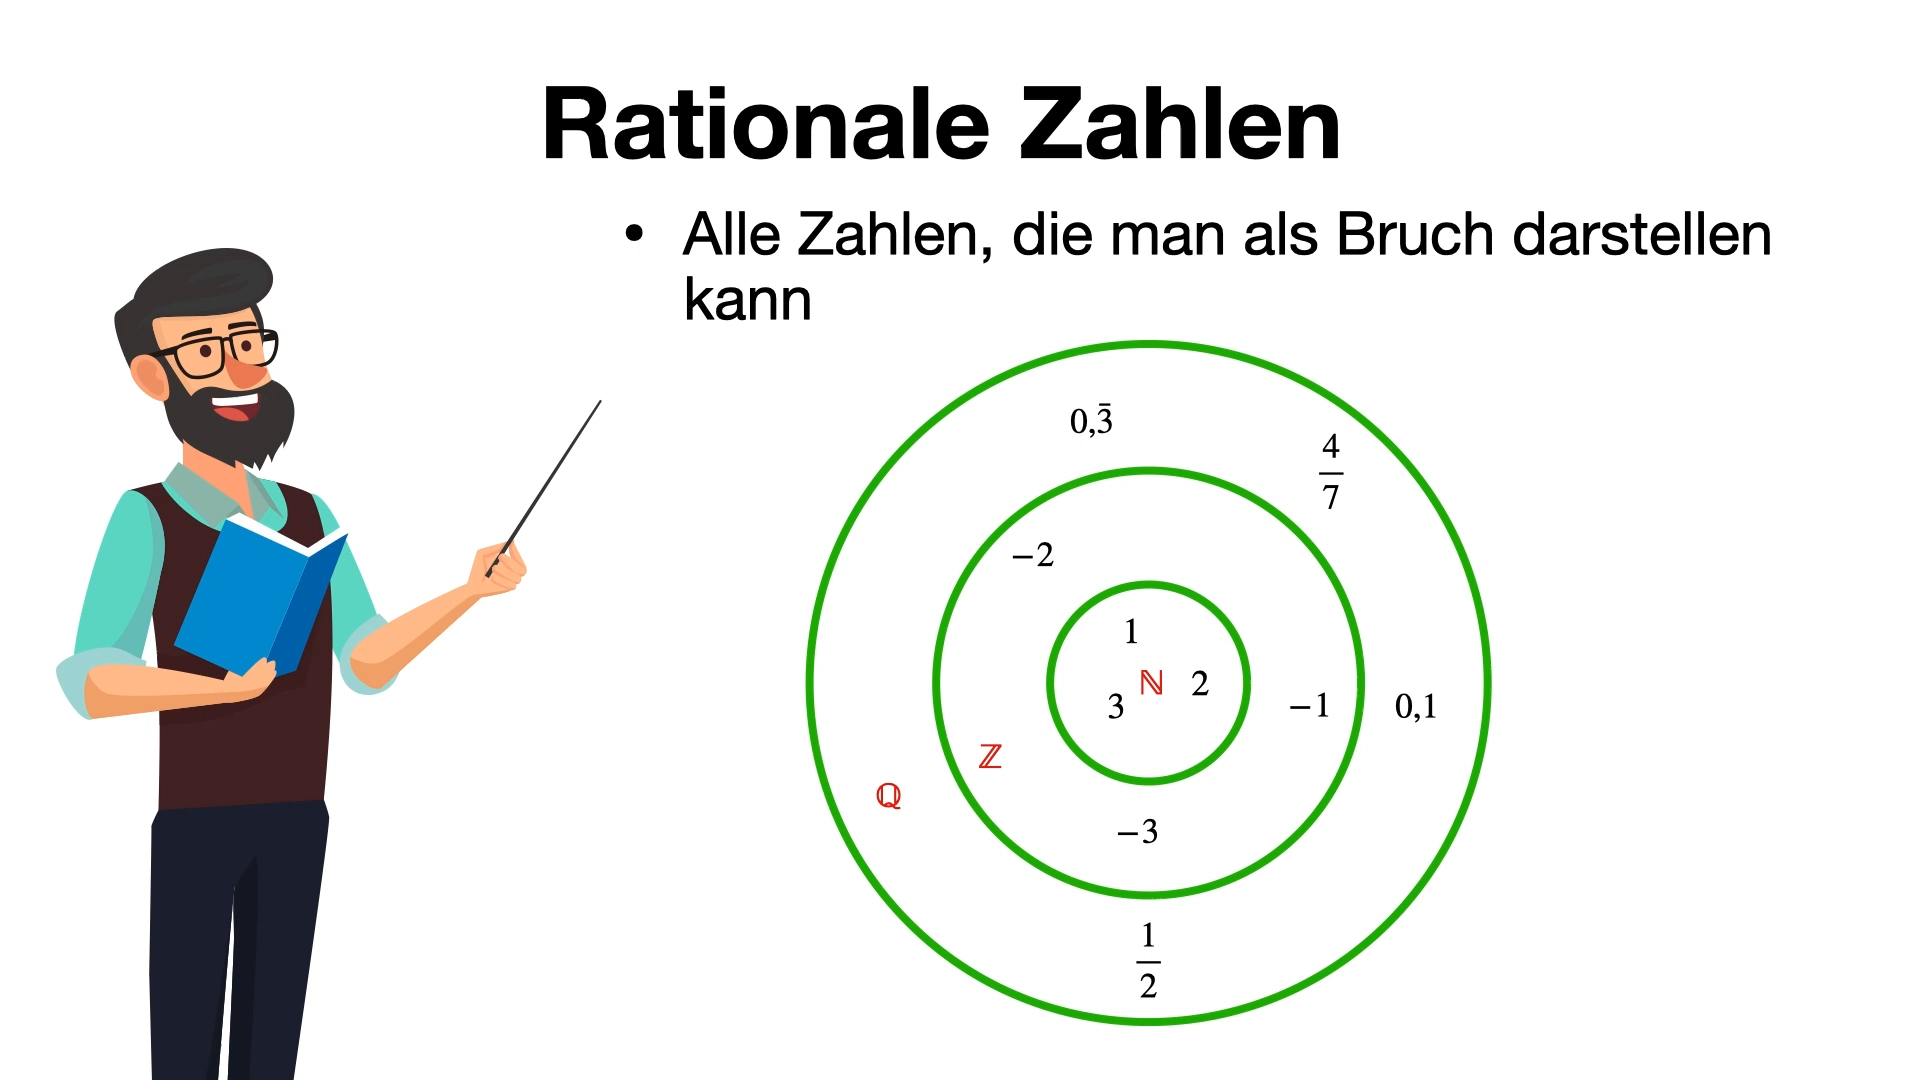 Rationale Zahlen
• Alle Zahlen, die man als Bruch darstellen
kann
0,3̄
4/7
−2
1
ℕ 2
3
−1 0,1
ℤ
ℚ
−3
1/2